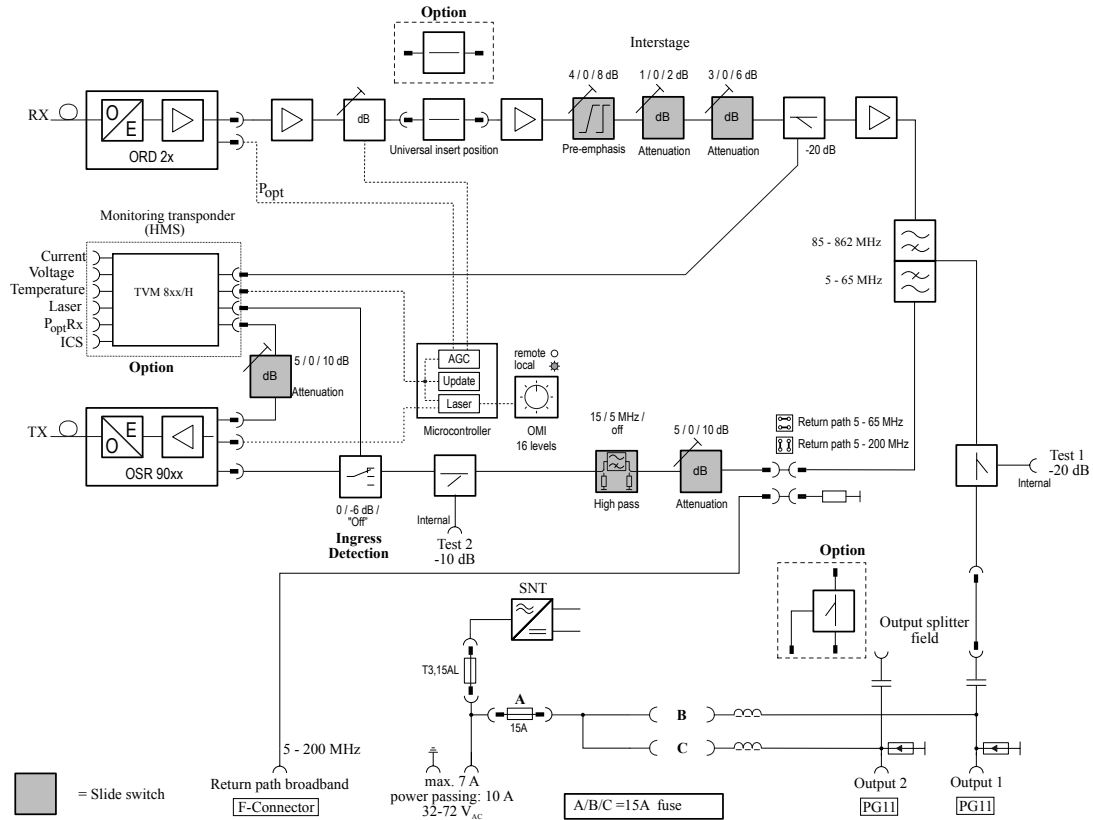 Option
Interstage
4 / 0 / 8 dB
1 / 0 / 2 dB
3 / 0 / 6 dB
RX
O
E
dB
dB
dB
ORD 2x
Universal insert position
Pre-emphasis
Attenuation
Attenuation
-20 dB
Popt
Monitoring transponder
(HMS)
85 - 862 MHz
5 - 65 MHz
Current
Voltage
Temperature
Laser
PoptRx
ICS
TVM 8xx/H
Option
dB
5 / 0 / 10 dB
Attenuation
AGC
Update
Laser
Microcontroller
remote
local
OMI
16 levels
TX
E
O
OSR 90xx
15 / 5 MHz /
off
5 / 0 / 10 dB
dB
High pass
Attenuation
Return path 5 - 65 MHz
Return path 5 - 200 MHz
Test 1
-20 dB
Internal
0 / -6 dB /
"Off"
Ingress
Detection
Internal
Test 2
-10 dB
Option
SNT
Output splitter
field
T3,15AL
A
15A
B
C
5 - 200 MHz
Return path broadband
F-Connector
max. 7 A
power passing: 10 A
32-72 VAC
Output 2
PG11
Output 1
PG11
= Slide switch
A/B/C =15A fuse